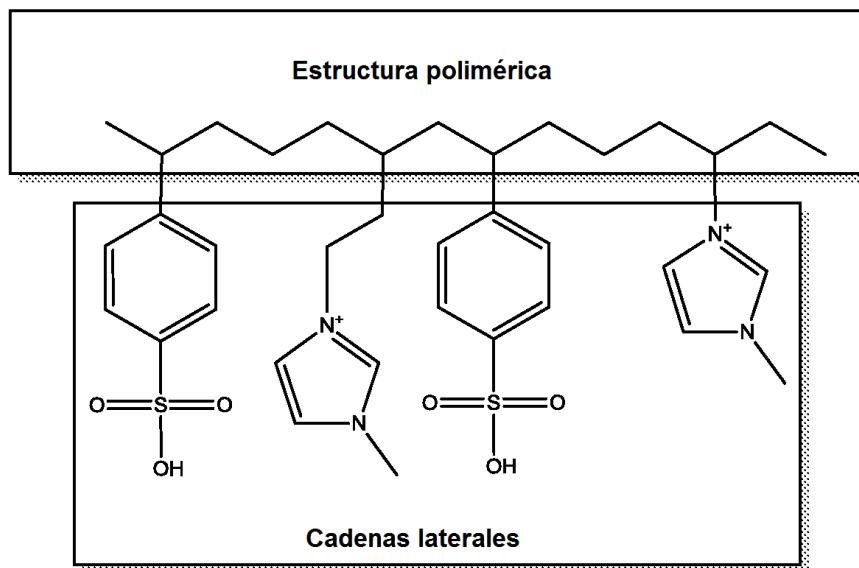 Estructura polimérica
N+
N+
O S O
O S O
N
N
OH
OH
Cadenas laterales